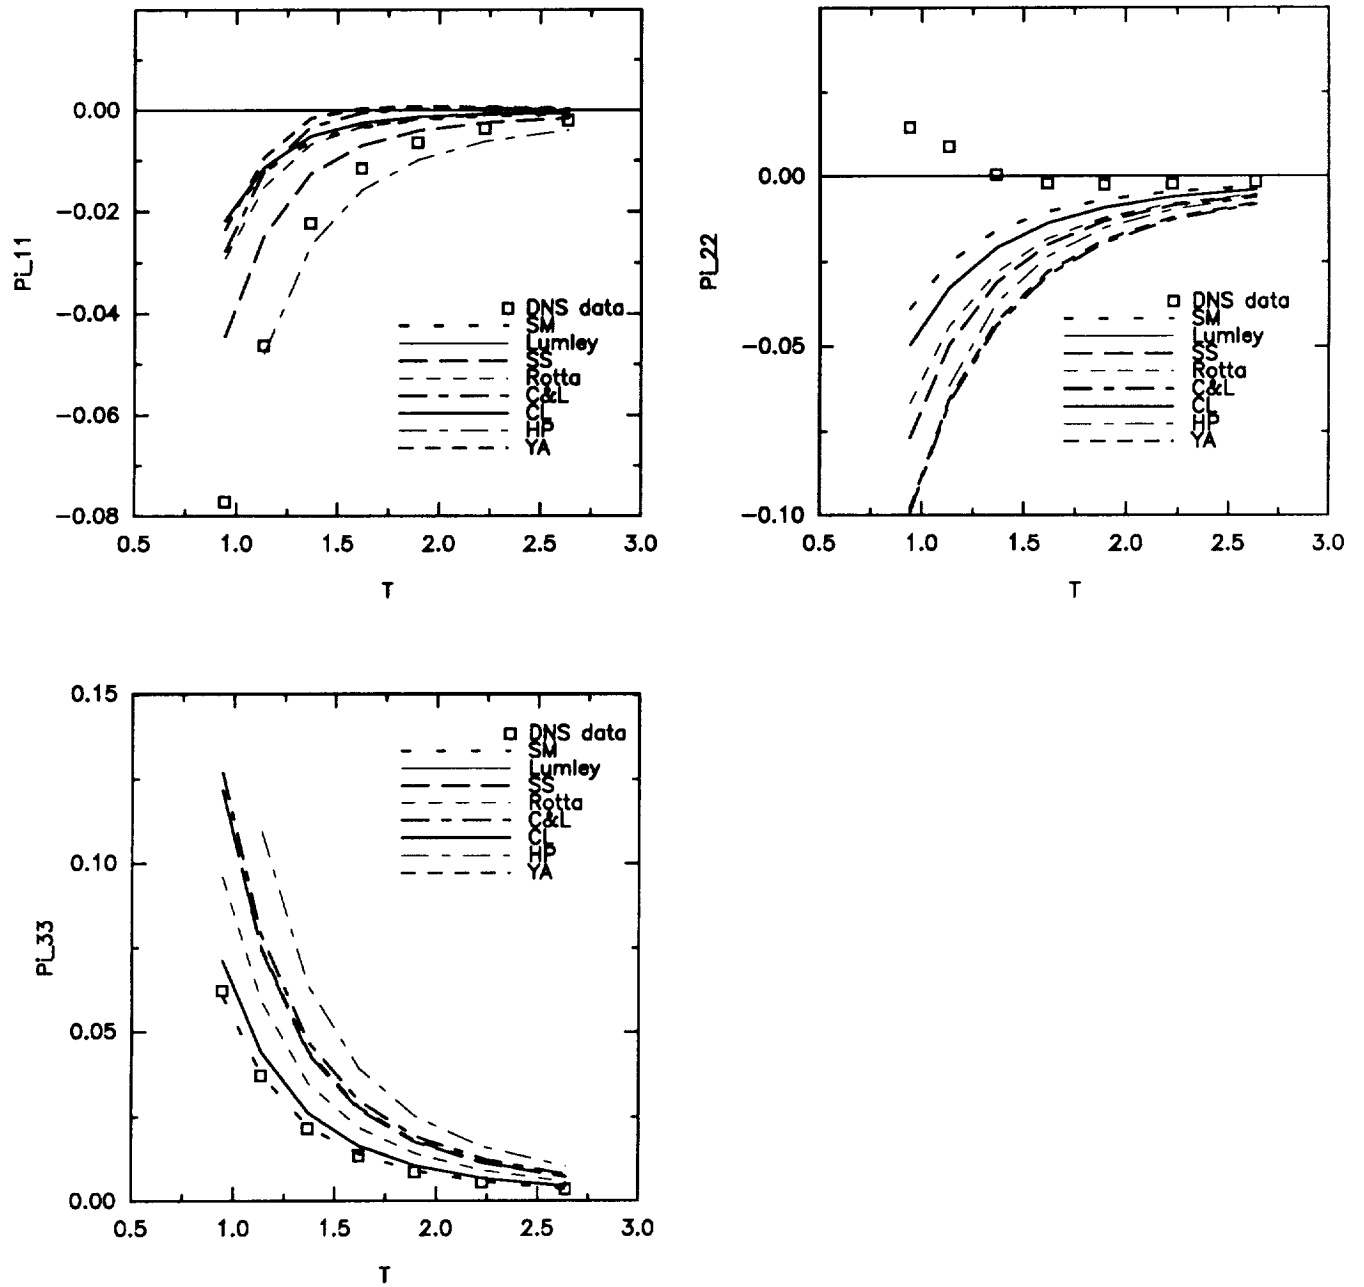 0.00
-0.02
-0.04
-0.06
-0.08
Pi_11
DNS data
SM
Lumley
SS
Rotta
C&L
CL
HP
YA
0.5 1.0 1.5 2.0 2.5 3.0
T
0.00
-0.05
-0.10
Pi_22
DNS data
SM
Lumley
SS
Rotta
C&L
CL
HP
YA
0.5 1.0 1.5 2.0 2.5 3.0
T
0.15
0.10
0.05
0.00
Pi_33
DNS data
SM
Lumley
SS
Rotta
C&L
CL
HP
YA
0.5 1.0 1.5 2.0 2.5 3.0
T